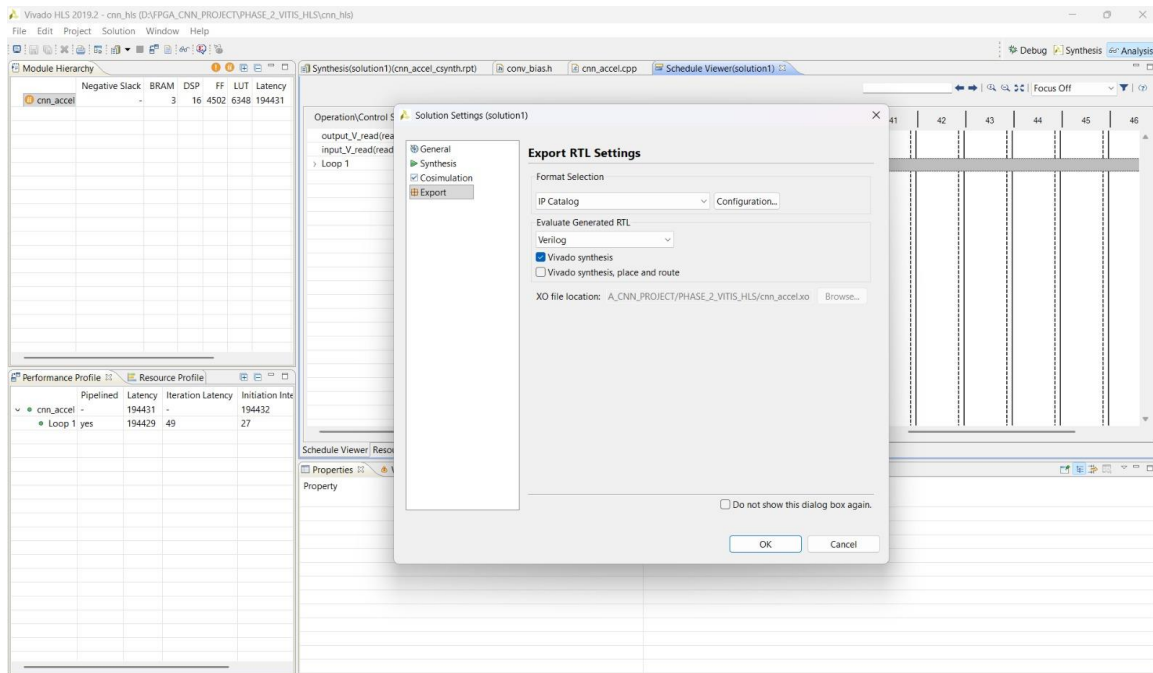 Vivado HLS 2019.2 - cnn_hls (D:\FPGA_CNN_PROJECT\PHASE_2_VITIS_HLS\cnn_hls)
File Edit Project Solution Window Help
Debug Synthesis Analysis
Module Hierarchy
Negative Slack BRAM DSP FF LUT Latency
cnn_accel - 3 16 4502 6348 194431
Performance Profile Resource Profile
Pipelined Latency Iteration Latency Initiation Inte
cnn_accel - 194431 - 194432
Loop 1 yes 194429 49 27
Synthesis(solution1)(cnn_accel_csynth.rpt) conv_bias.h cnn_accel.cpp Schedule Viewer(solution1)
Focus Off
Operation\Control S 41 42 43 44 45 46
output_V_read(rea
input_V_read(read
Loop 1
Schedule Viewer Reso
Properties
Property
Solution Settings (solution1)
General
Synthesis
Cosimulation
Export
Export RTL Settings
Format Selection
IP Catalog Configuration...
Evaluate Generated RTL
Verilog
Vivado synthesis
Vivado synthesis, place and route
XO file location: A_CNN_PROJECT/PHASE_2_VITIS_HLS/cnn_accel.xo Browse...
Do not show this dialog box again.
OK Cancel